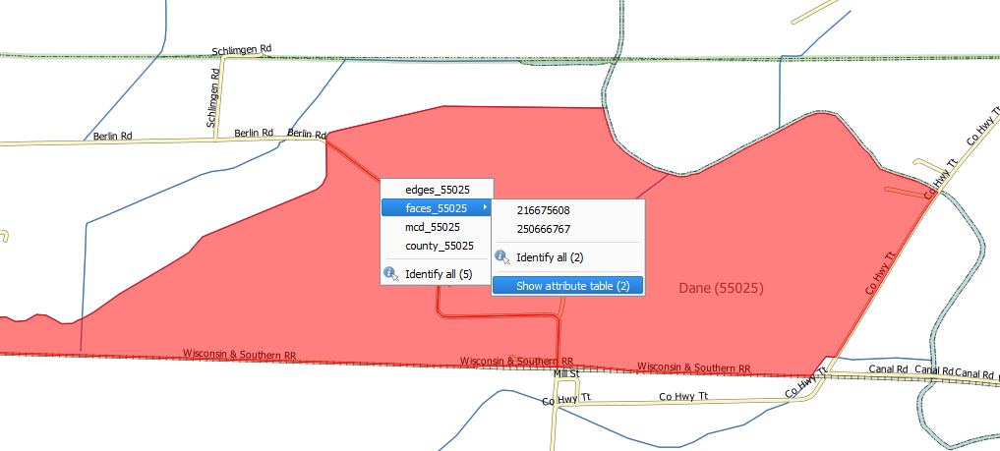 Schlimgen Rd
Schlimgen Rd
Berlin Rd
Berlin Rd
Berlin Rd
Co Hwy Tt
Co Hwy Tt
Co Hwy Tt
edges_55025
faces_55025
mcd_55025
county_55025
Identify all (5)
216675608
250666767
Identify all (2)
Show attribute table (2)
Dane (55025)
Wisconsin & Southern RR
Wisconsin & Southern RR
Wisconsin & Southern RR
Mill St
Co Hwy Tt
Co Hwy Tt
Co Hwy Tt
Canal Rd
Canal Rd
Canal Rd